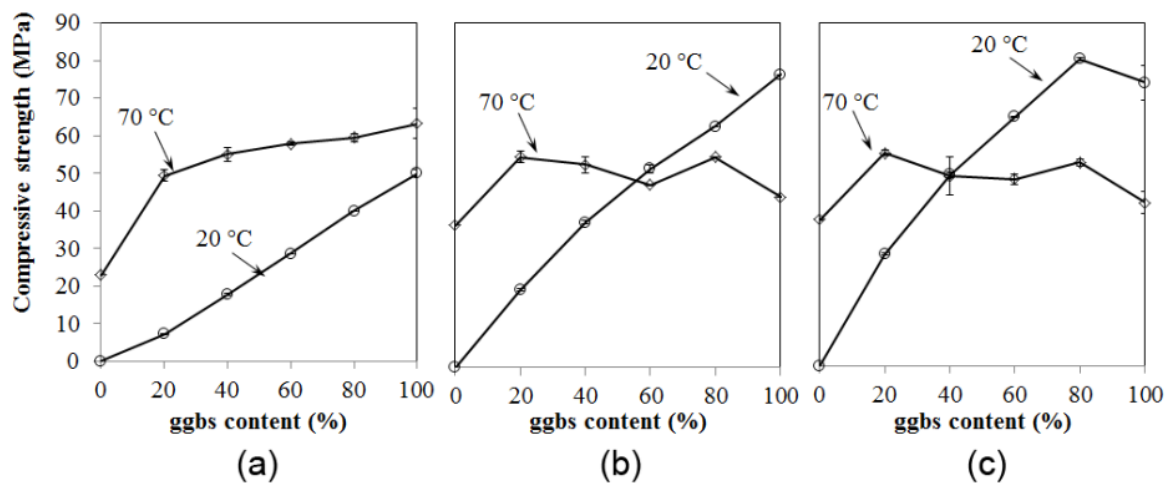 Compressive strength (MPa)
90
80
70
60
50
40
30
20
10
0
70 °C
20 °C
0 20 40 60 80 100
ggbs content (%)
(a)
20 °C
70 °C
0 20 40 60 80 100
ggbs content (%)
(b)
20 °C
70 °C
0 20 40 60 80 100
ggbs content (%)
(c)